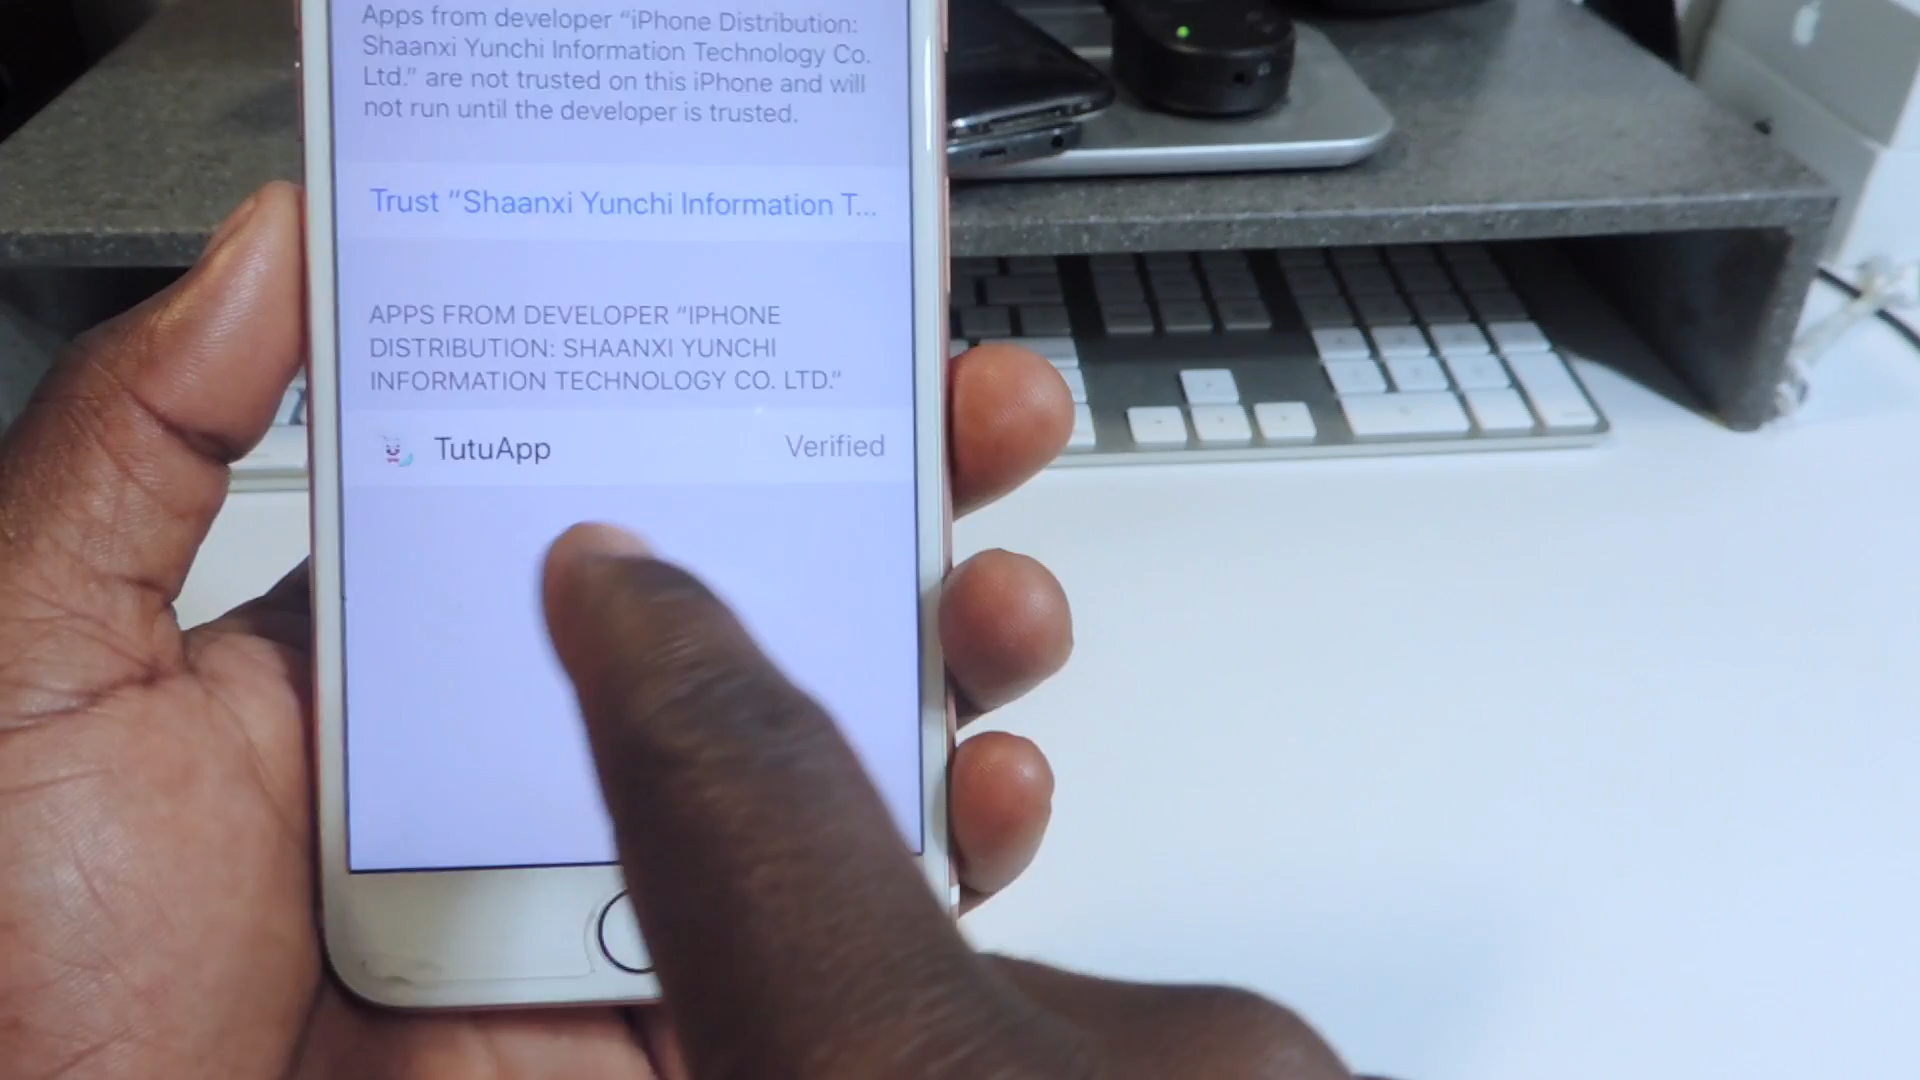 Apps from developer “iPhone Distribution:
Shaanxi Yunchi Information Technology Co.
Ltd.” are not trusted on this iPhone and will
not run until the developer is trusted.
Trust “Shaanxi Yunchi Information T...
APPS FROM DEVELOPER “IPHONE
DISTRIBUTION: SHAANXI YUNCHI
INFORMATION TECHNOLOGY CO. LTD.”
TutuApp Verified